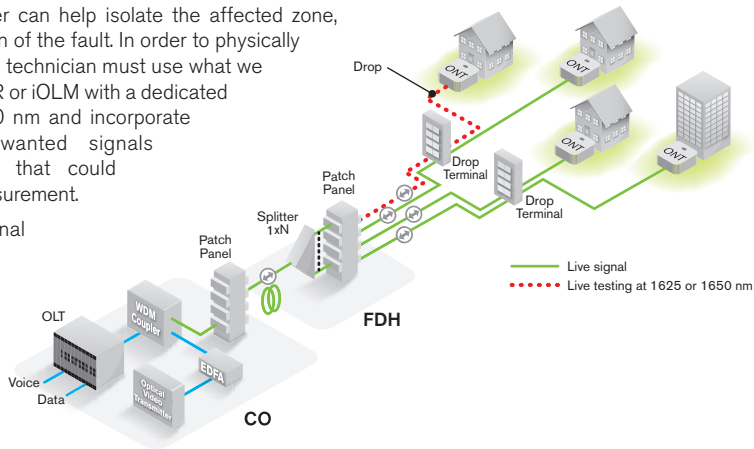 er can help isolate the affected zone,
n of the fault. In order to physically
technician must use what we
R or iOLM with a dedicated
0 nm and incorporate
wanted signals
that could
surement.
nal
Drop
ONT
ONT
ONT
ONT
Drop
Terminal
Drop
Terminal
Patch
Panel
Splitter
1xN
Patch
Panel
FDH
Live signal
Live testing at 1625 or 1650 nm
OLT
WDM
Coupler
EDFA
Optical
Video
Transmitter
Voice
Data
CO